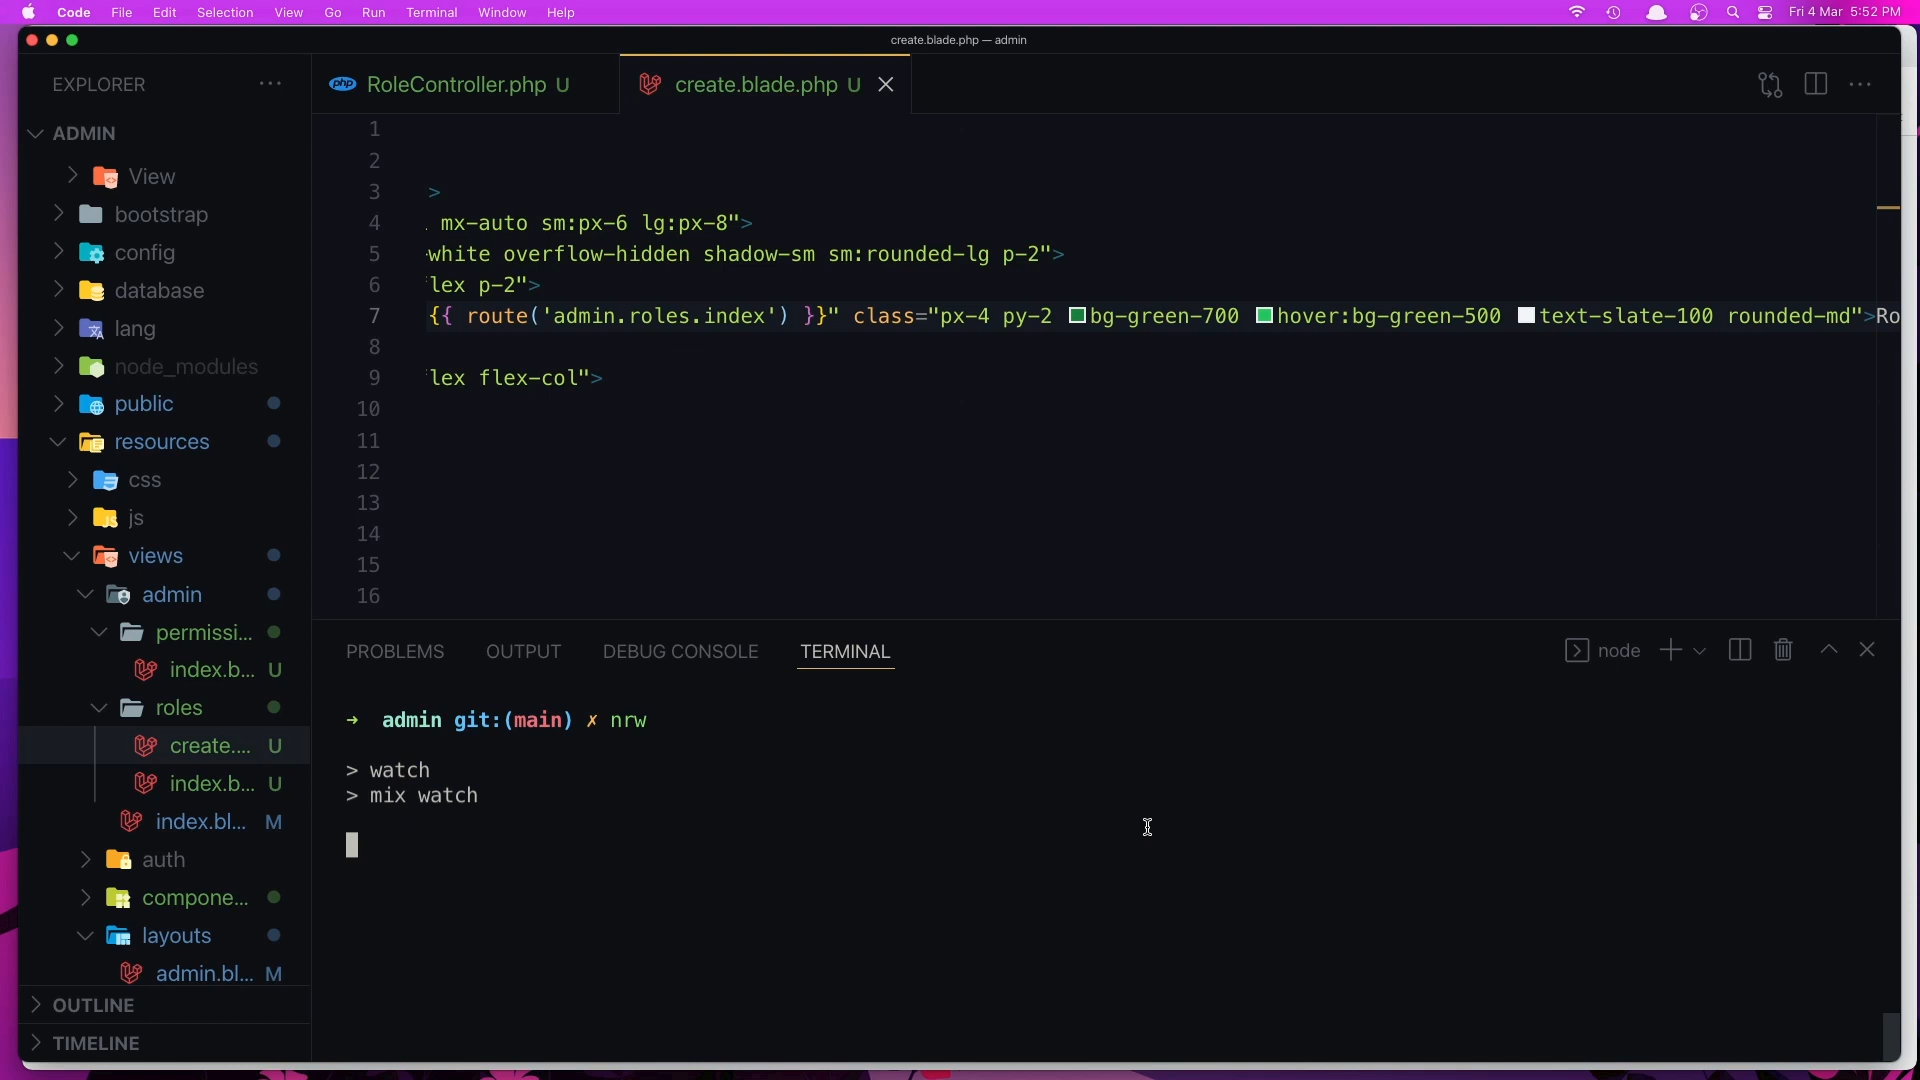 Code File Edit Selection View Go Run Terminal Window Help Fri 4 Mar 5:52 PM
create.blade.php — admin
EXPLORER
RoleController.php U
create.blade.php U
ADMIN
View
bootstrap
config
database
lang
node_modules
public
resources
css
js
views
admin
permissi...
index.b... U
roles
create.... U
index.b... U
index.bl... M
auth
compone...
layouts
admin.bl... M
OUTLINE
TIMELINE
1
2
3 >
4 mx-auto sm:px-6 lg:px-8">
5 white overflow-hidden shadow-sm sm:rounded-lg p-2">
6 lex p-2">
7 {{ route('admin.roles.index') }}" class="px-4 py-2 bg-green-700 hover:bg-green-500 text-slate-100 rounded-md">Ro
8
9 lex flex-col">
10
11
12
13
14
15
16
PROBLEMS OUTPUT DEBUG CONSOLE TERMINAL
node
→ admin git:(main) ✗ nrw
> watch
> mix watch